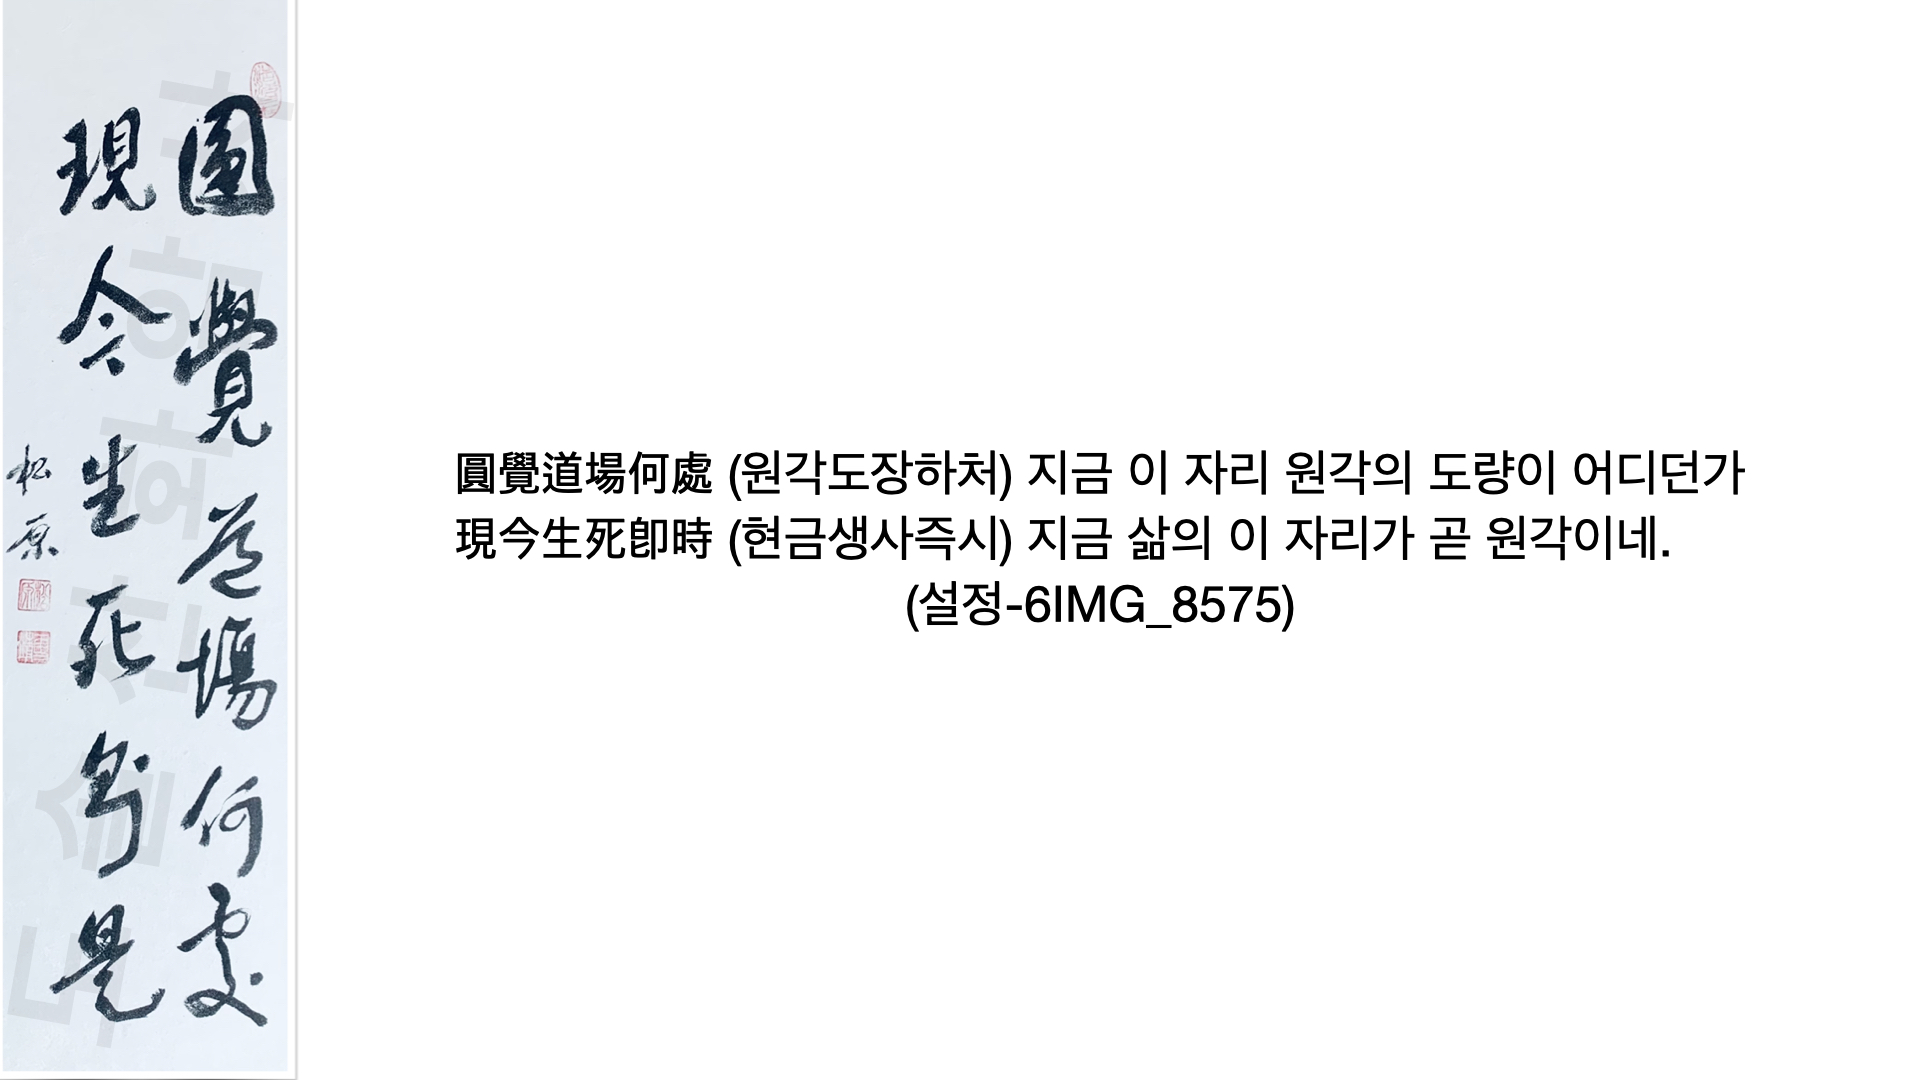 圓覺道場何處
現今生死卽是
松原
圓覺道場何處 (원각도장하처) 지금 이 자리 원각의 도량이 어디던가
現今生死卽時 (현금생사즉시) 지금 삶의 이 자리가 곧 원각이네.
(설정-6IMG_8575)